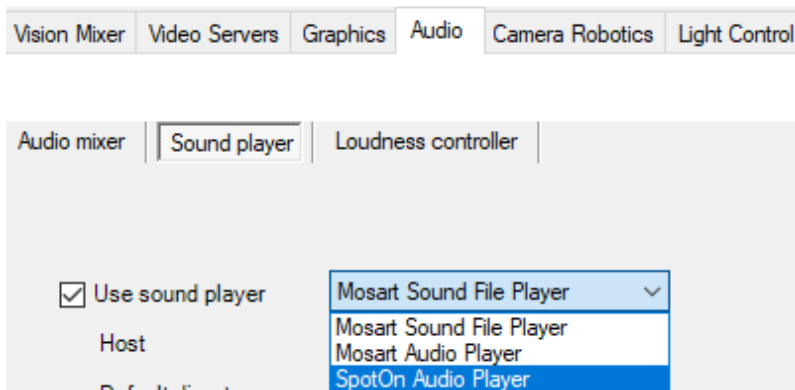 Vision Mixer Video Servers Graphics Audio Camera Robotics Light Control
Audio mixer Sound player Loudness controller
Use sound player Mosart Sound File Player
Mosart Sound File Player
Host
Mosart Audio Player
SpotOn Audio Player